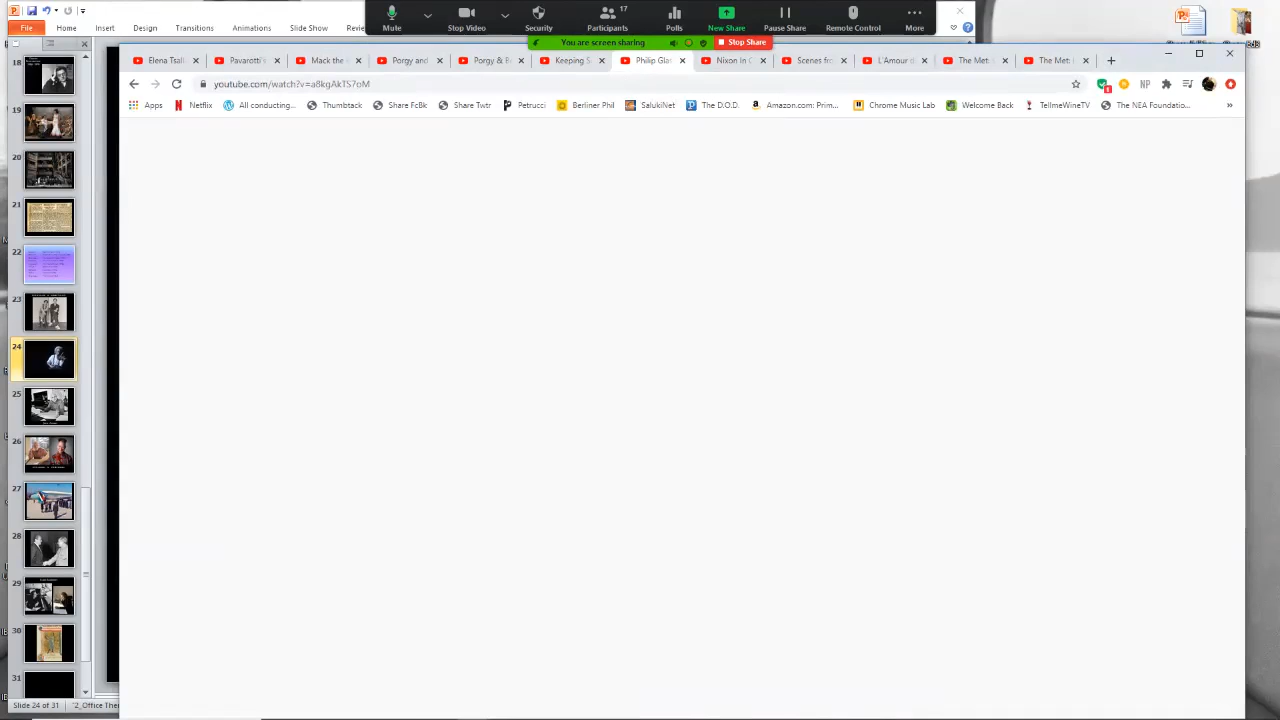 Mute
Stop Video
Security
Participants
17
Polls
New Share
Pause Share
Remote Control
More
File
Home
Insert
Design
Transitions
Animations
Slide Show
You are screen sharing
Stop Share
Elena Tsall
Pavarotti's
Mack the
Porgy and
Porgy &
Keeping S
Philip Glas
Nixon in
Scenes for
L'Amour
The Met:
The Met:
youtube.com/watch?v=a8kgAkTS7oM
Apps
Netflix
All conducting...
Thumbtack
Share FcBk
Share Twtr
Petrucci
Berliner Phil
SalukiNet
Amazon.com: Prim...
Chrome Music Lab
Welcome Back
TellmeWineTV
The NEA Foundatio...
18
19
20
21
22
23
24
25
26
27
28
29
30
31
Slide 24 of 31